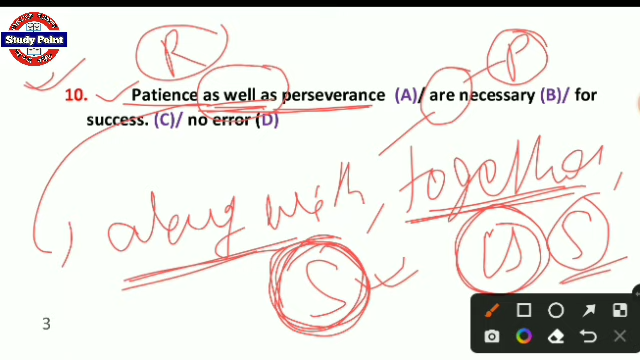 Study Point
R
P
10. Patience as well as perseverance (A)/ are necessary (B)/ for
success. (C)/ no error (D)
, along with, together,
S
is
S
3